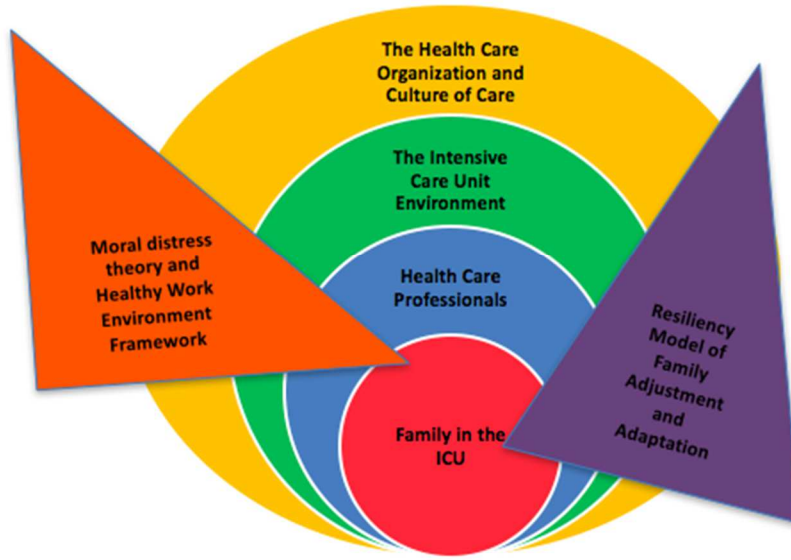 The Health Care
Organization and
Culture of Care
The Intensive
Care Unit
Environment
Health Care
Professionals
Family in the
ICU
Moral distress
theory and
Healthy Work
Environment
Framework
Resiliency
Model of
Family
Adjustment
and
Adaptation